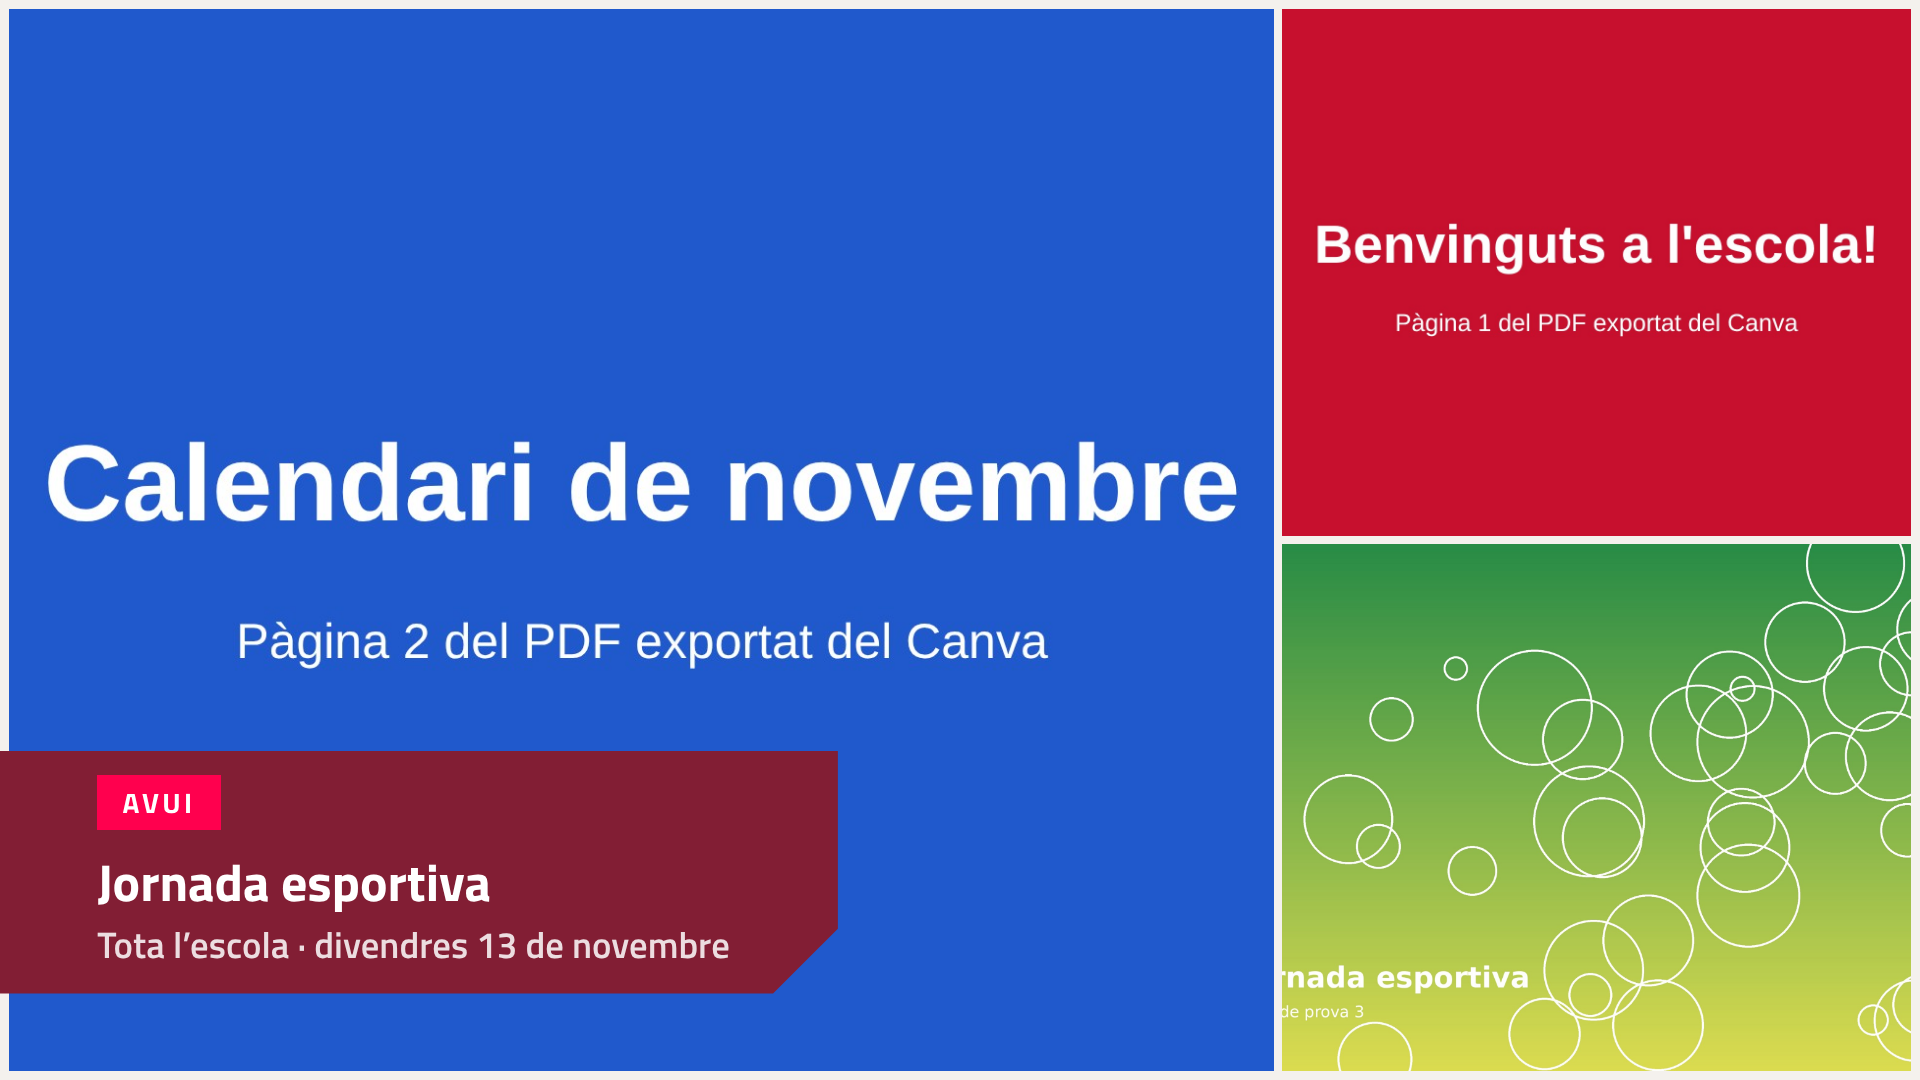 Calendari de novembre
Pàgina 2 del PDF exportat del Canva
AVUI
Jornada esportiva
Tota l’escola · divendres 13 de novembre
Benvinguts a l'escola!
Pàgina 1 del PDF exportat del Canva
rnada esportiva
de prova 3